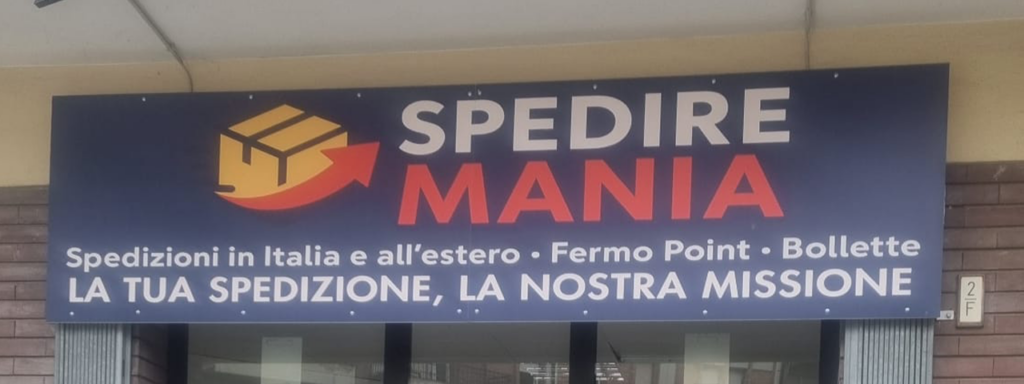 SPEDIRE
MANIA
Spedizioni in Italia e all'estero • Fermo Point • Bollette
LA TUA SPEDIZIONE, LA NOSTRA MISSIONE
2
F